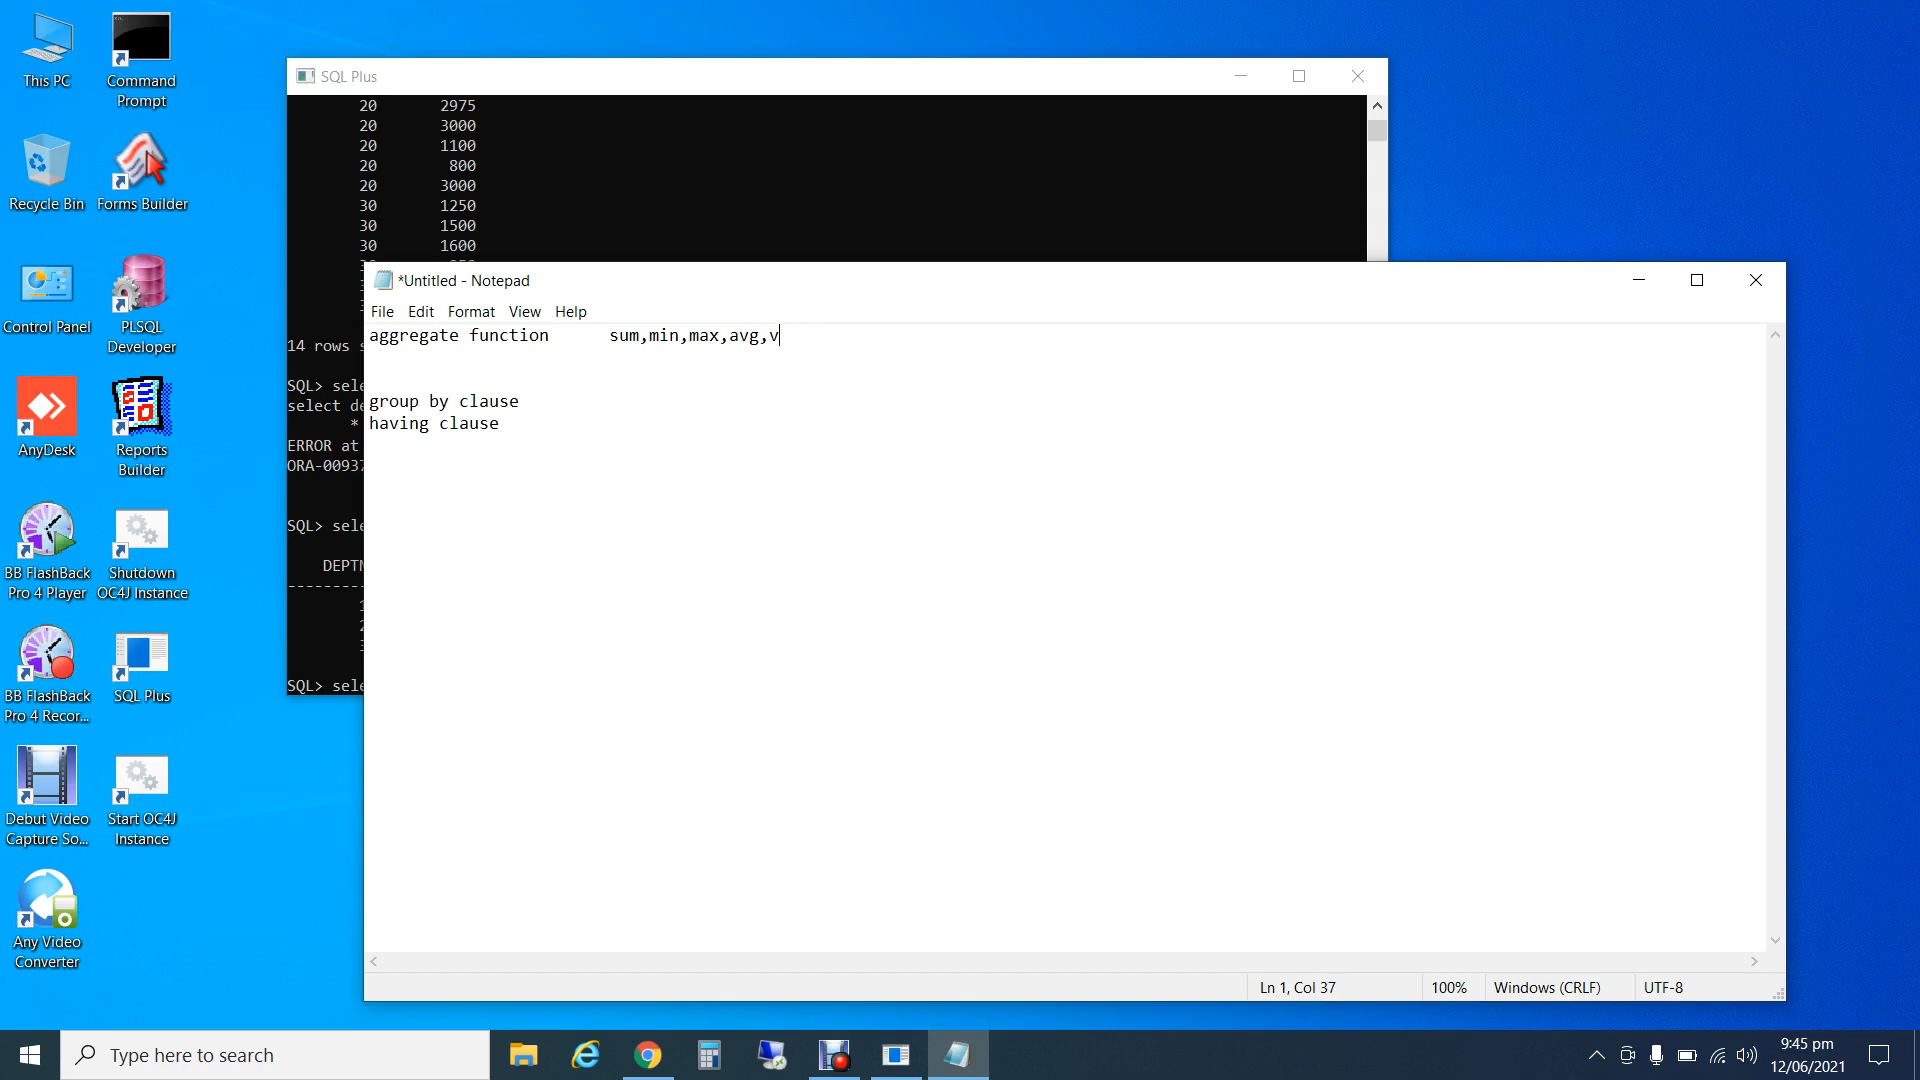 This PC
Command
Prompt
Recycle Bin
Forms Builder
Control Panel
PLSQL
Developer
AnyDesk
Reports
Builder
BB FlashBack
Pro 4 Player
Shutdown
OC4J Instance
BB FlashBack
Pro 4 Recor...
SQL Plus
Debut Video
Capture So...
Start OC4J
Instance
Any Video
Converter
SQL Plus
20 2975
20 3000
20 1100
20 800
20 3000
30 1250
30 1500
30 1600
14 rows
SQL> sele
select de
*
ERROR at
ORA-00937
SQL> sele
DEPTN
----------
SQL> sele
*Untitled - Notepad
File Edit Format View Help
aggregate function sum,min,max,avg,v
group by clause
having clause
Ln 1, Col 37 100% Windows (CRLF) UTF-8
Type here to search
9:45 pm
12/06/2021